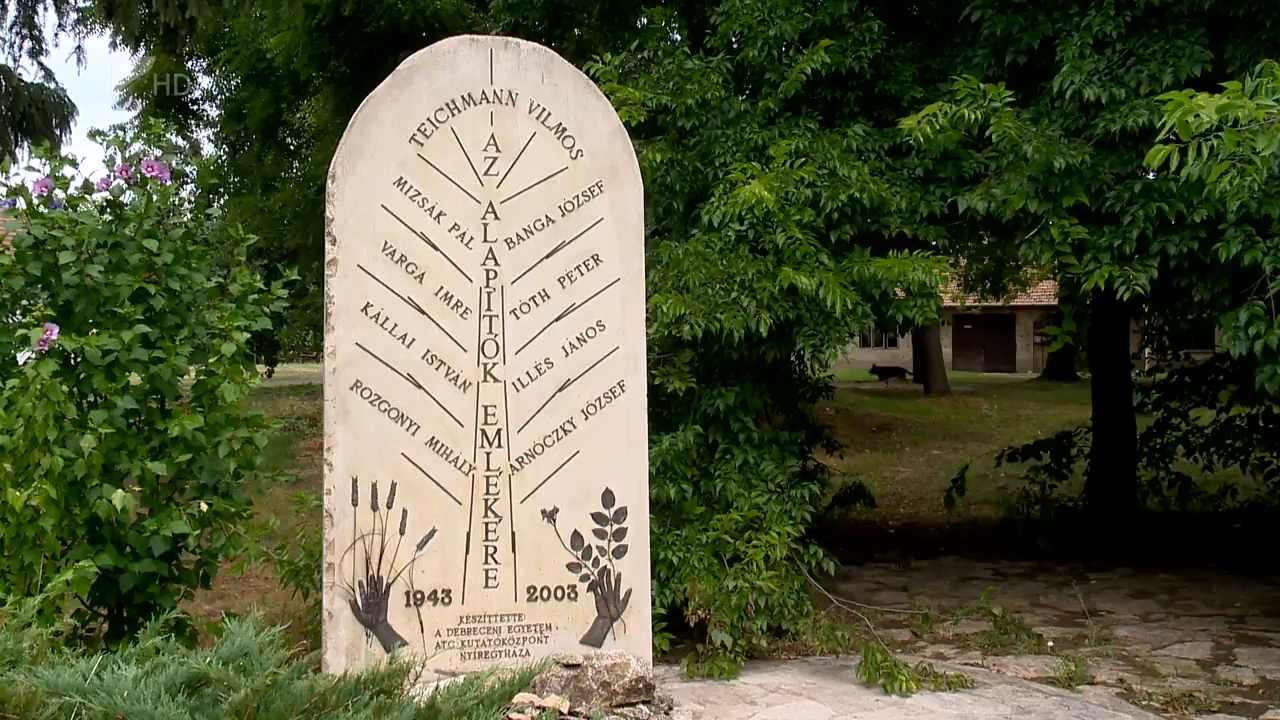 HD
TEICHMANN VILMOS
AZ ALAPÍTÓK EMLÉKÉRE
MIZSÁK PÁL
BANGA JÓZSEF
VARGA IMRE
TÓTH PÉTER
KÁLLAI ISTVÁN
ILLÉS JÁNOS
ROZGONYI MIHÁLY
ARNÓCZKY JÓZSEF
1943 2003
KÉSZÍTTETTE:
A DEBRECENI EGYETEM
ATC KUTATÓKÖZPONT
NYÍREGYHÁZA